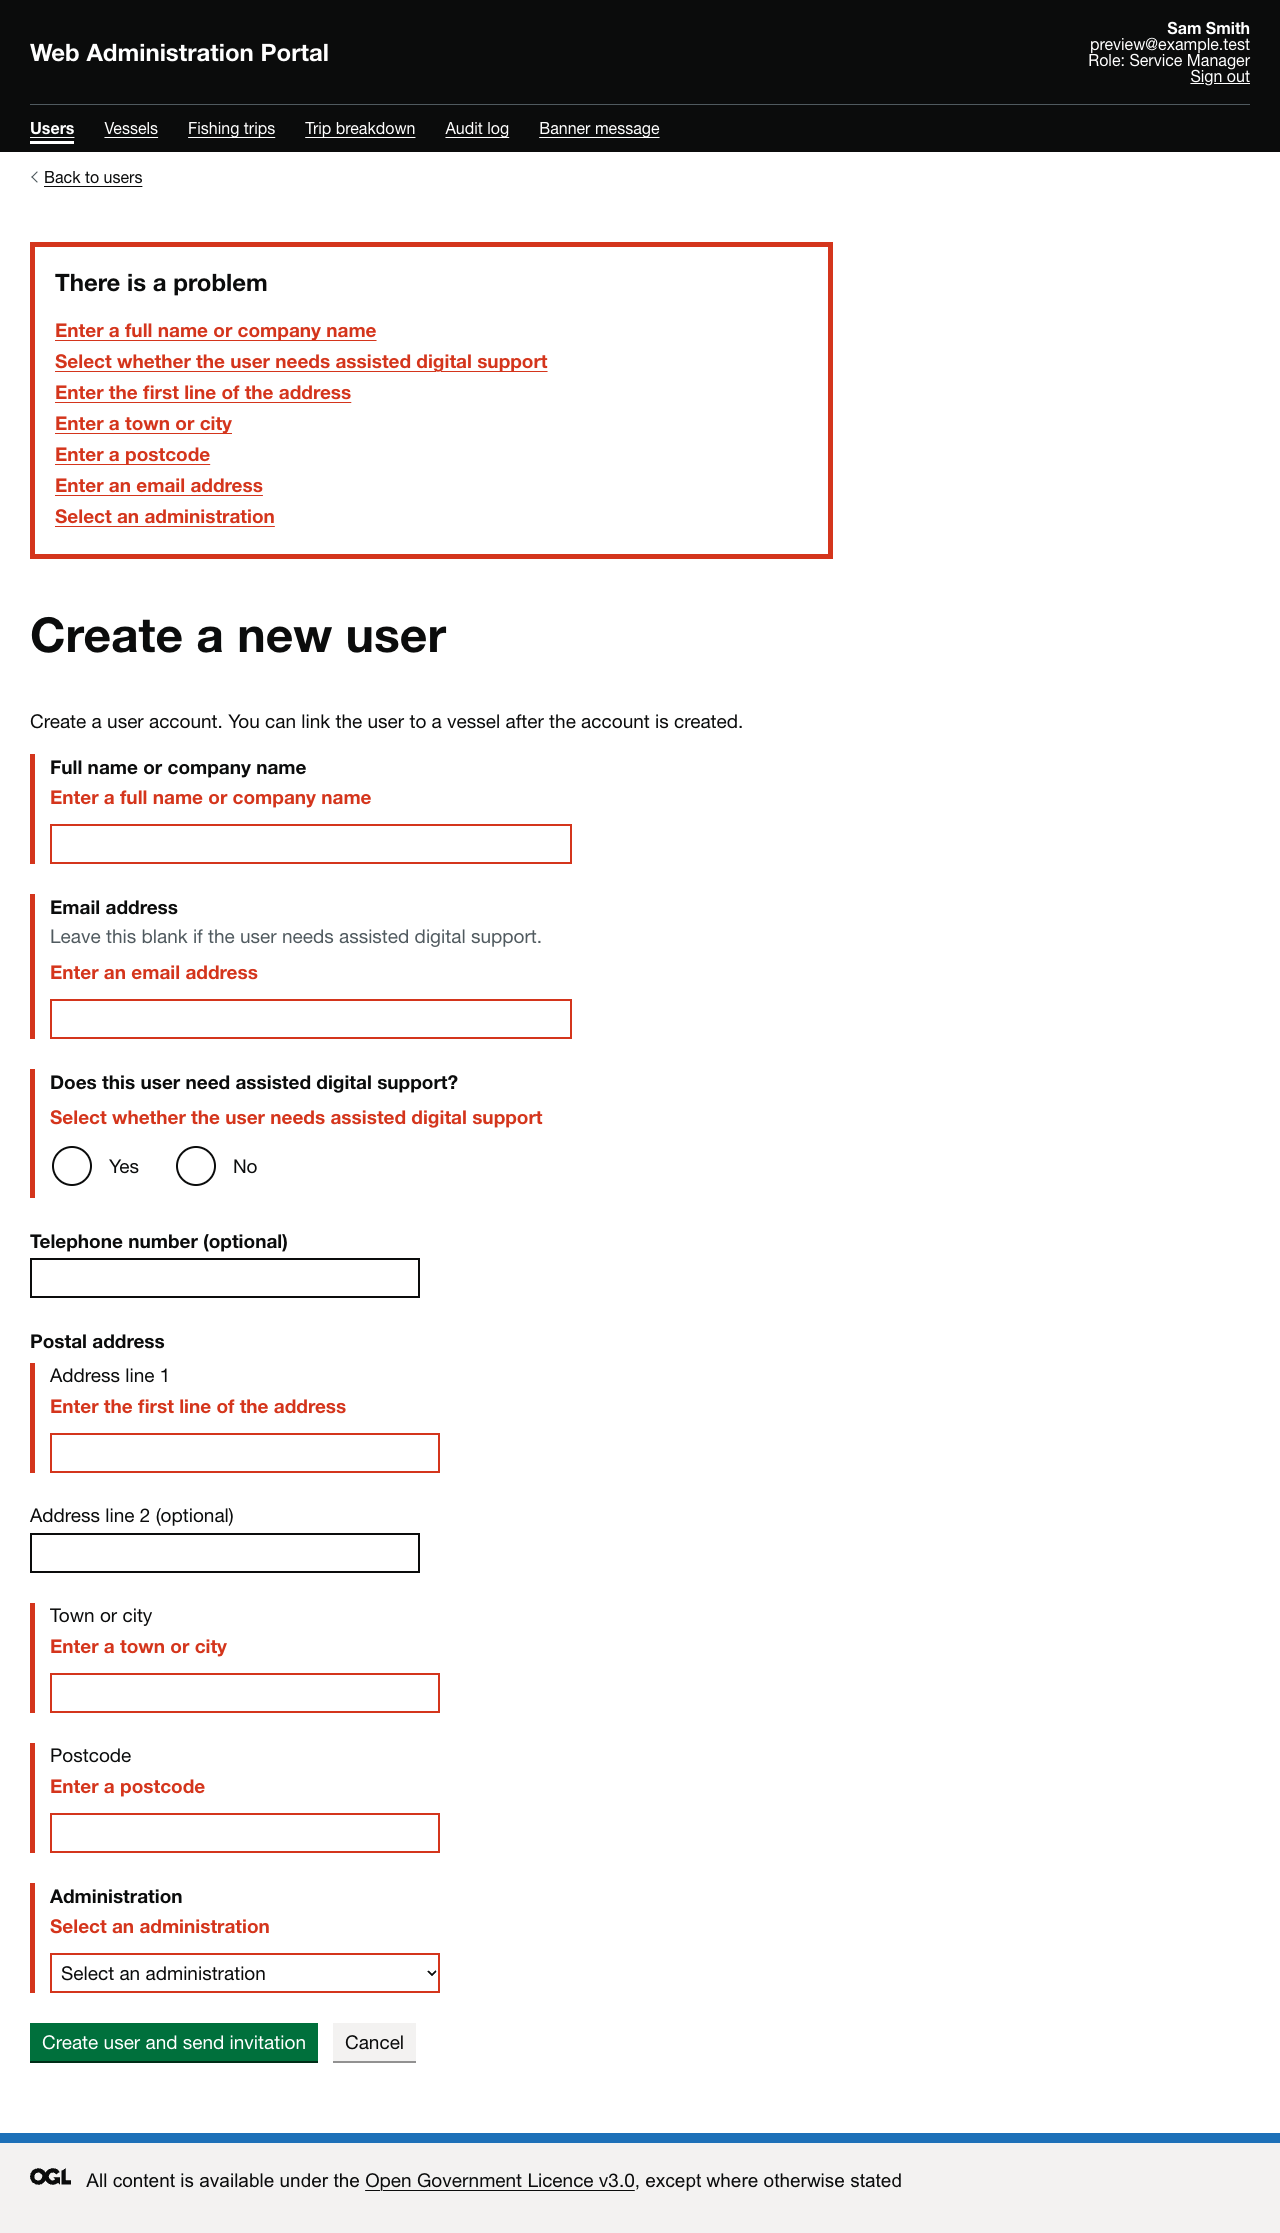 Web Administration Portal
Sam Smith
preview@example.test
Role: Service Manager
Sign out
Users Vessels Fishing trips Trip breakdown Audit log Banner message
Back to users
There is a problem
Enter a full name or company name
Select whether the user needs assisted digital support
Enter the first line of the address
Enter a town or city
Enter a postcode
Enter an email address
Select an administration
Create a new user
Create a user account. You can link the user to a vessel after the account is created.
Full name or company name
Enter a full name or company name
Email address
Leave this blank if the user needs assisted digital support.
Enter an email address
Does this user need assisted digital support?
Select whether the user needs assisted digital support
Yes No
Telephone number (optional)
Postal address
Address line 1
Enter the first line of the address
Address line 2 (optional)
Town or city
Enter a town or city
Postcode
Enter a postcode
Administration
Select an administration
Select an administration
Create user and send invitation Cancel
OGL All content is available under the Open Government Licence v3.0, except where otherwise stated